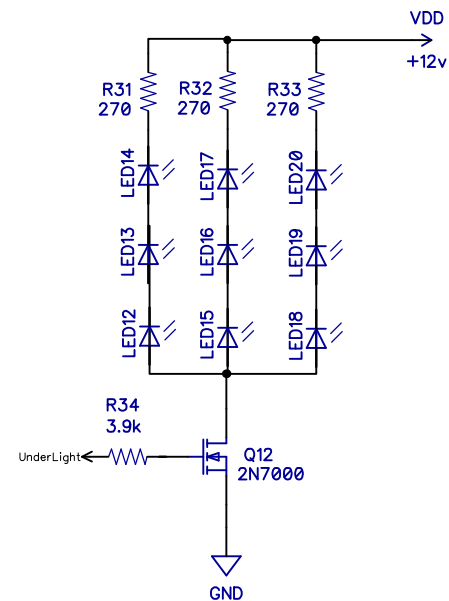 VDD
+12v
R31
270
R32
270
R33
270
LED14
LED17
LED20
LED13
LED16
LED19
LED12
LED15
LED18
R34
3.9k
UnderLight
Q12
2N7000
GND